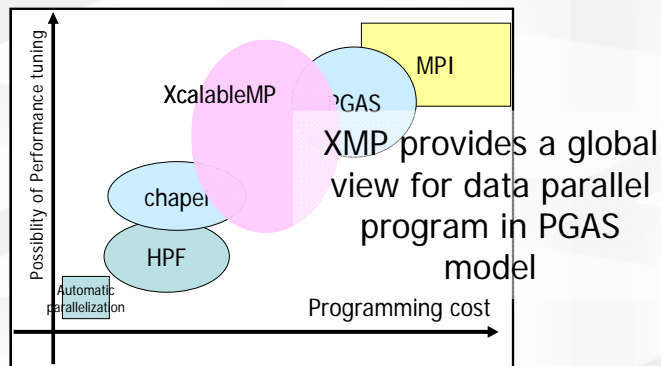 Possiblity of Performance tuning
MPI
XcalableMP
PGAS
XMP provides a global
view for data parallel
program in PGAS
model
chapel
HPF
Automatic
parallelization
Programming cost